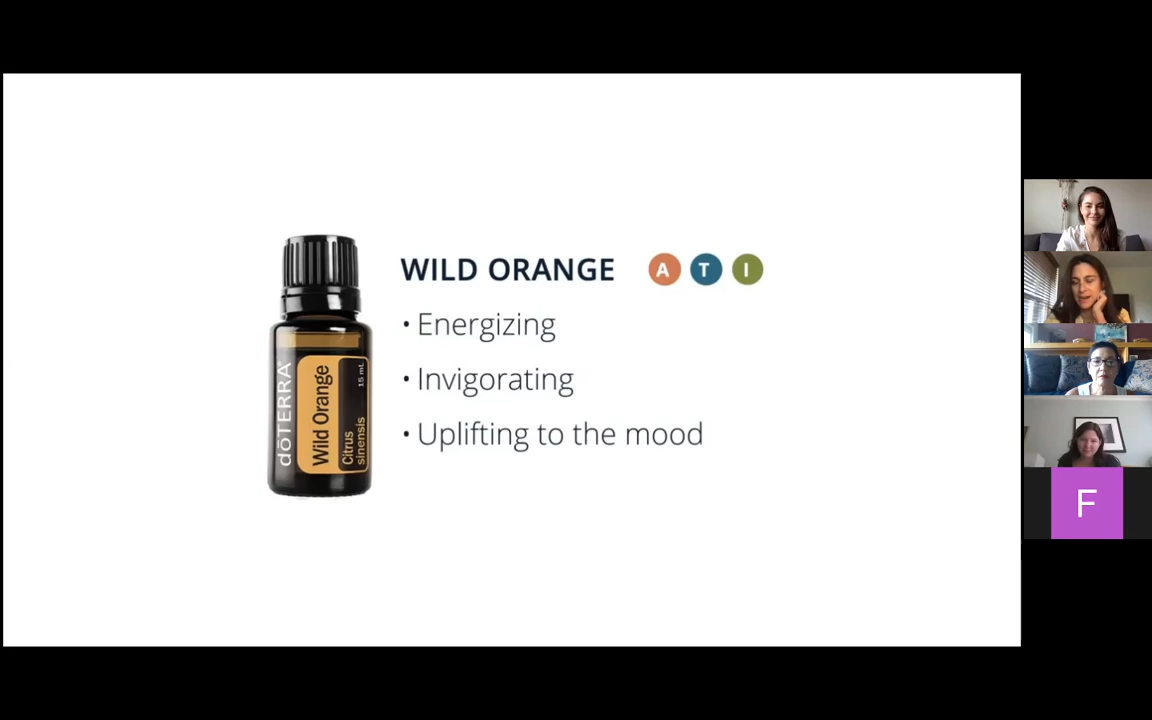 WILD ORANGE A T I
• Energizing
• Invigorating
• Uplifting to the mood
dōTERRA®
Wild Orange
Citrus
sinensis
15 mL
F